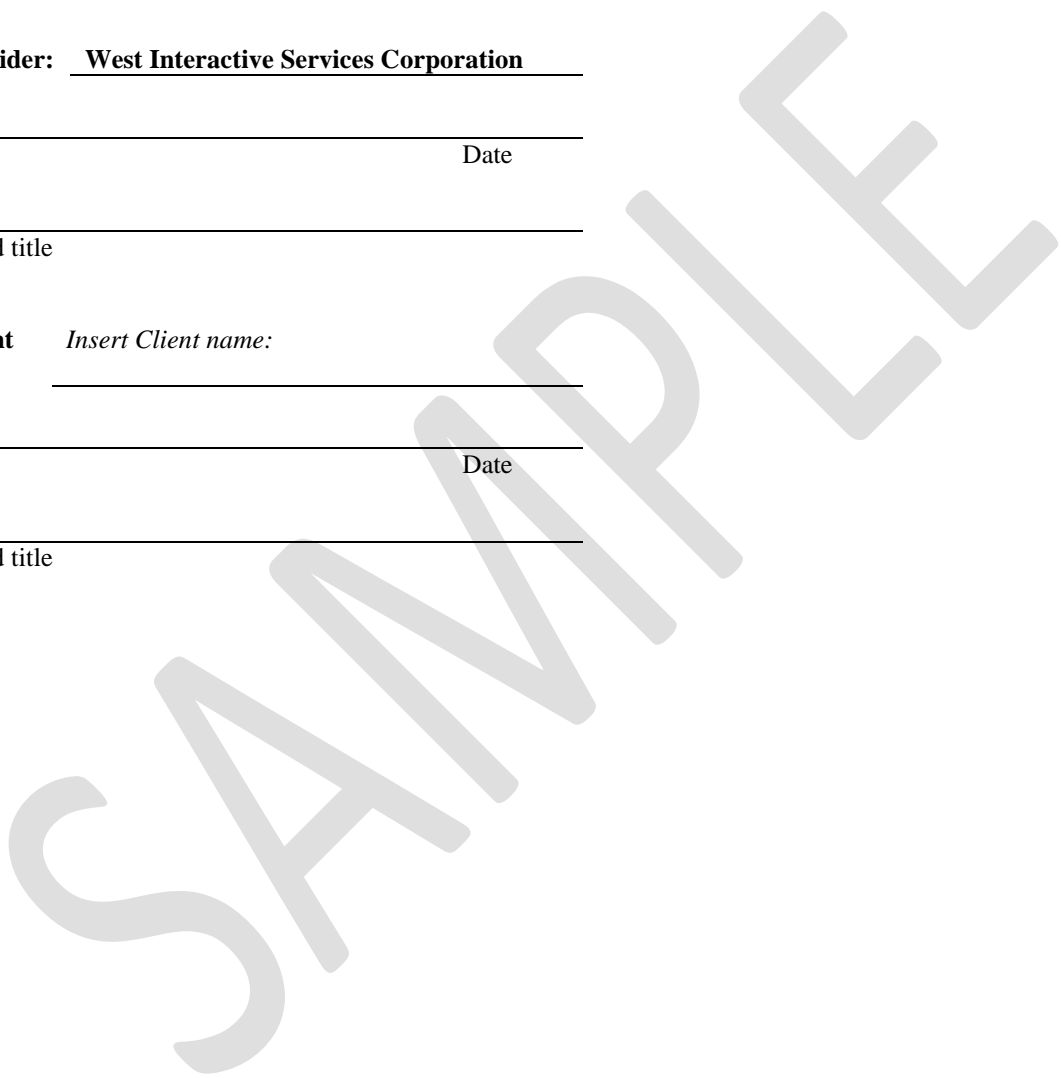 ider: West Interactive Services Corporation
Date
d title
nt Insert Client name:
Date
d title
SAMPLE